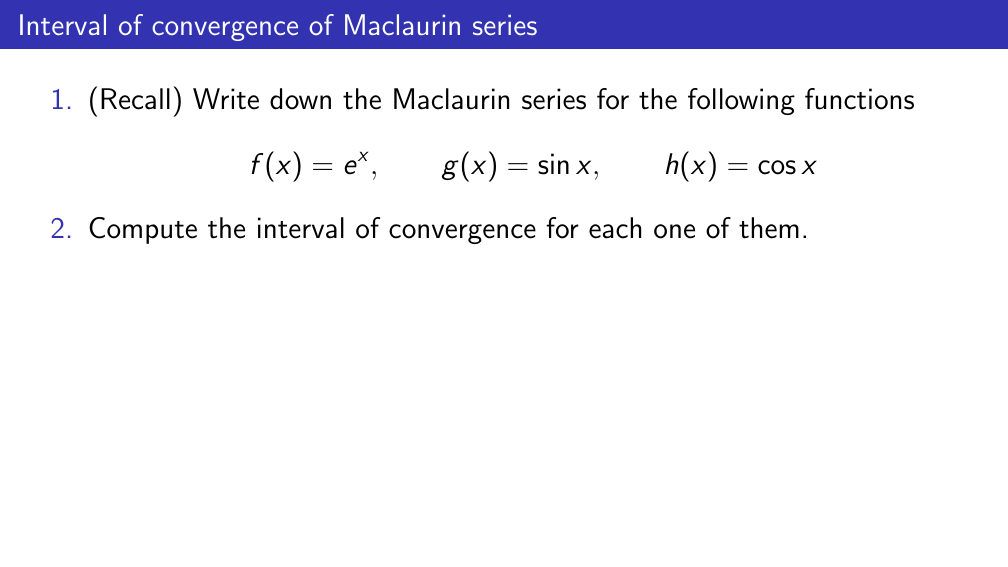 Interval of convergence of Maclaurin series
1. (Recall) Write down the Maclaurin series for the following functions
f(x) = eˣ, g(x) = sin x, h(x) = cos x
2. Compute the interval of convergence for each one of them.